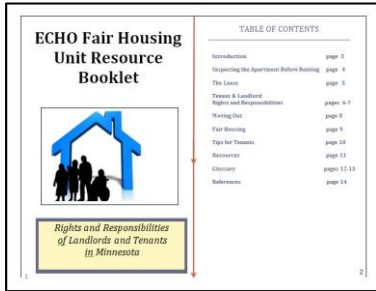 ECHO Fair Housing
Unit Resource
Booklet
Rights and Responsibilities
of Landlords and Tenants
in Minnesota
1
TABLE OF CONTENTS
Introduction page 3
Inspecting the Apartment Before Renting page 4
The Lease page 5
Tenant & Landlord
Rights and Responsibilities pages 6-7
Moving Out page 8
Fair Housing page 9
Tips for Tenants page 10
Resources page 11
Glossary pages 12-13
References page 14
2